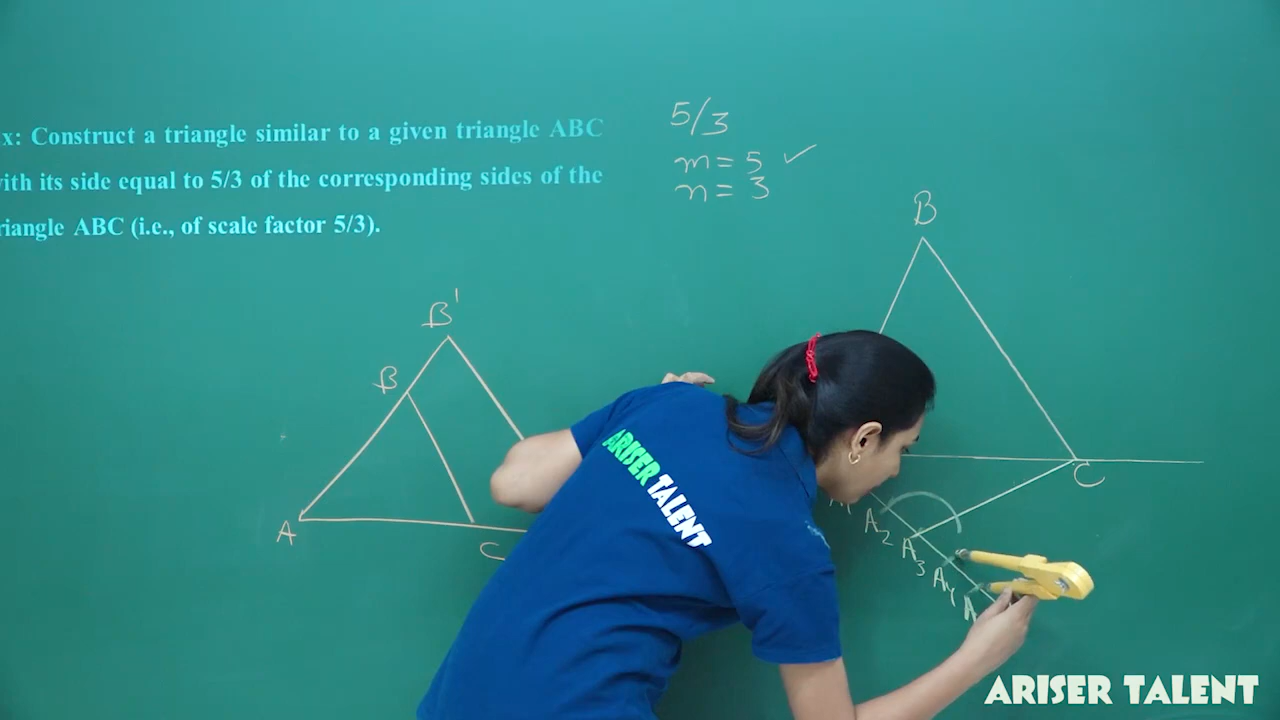 x: Construct a triangle similar to a given triangle ABC
ith its side equal to 5/3 of the corresponding sides of the
riangle ABC (i.e., of scale factor 5/3).
5/3
m = 5 ✓
n = 3
B
B'
B
A
C
C
A2
A3
A4
A
ARISER TALENT
ARISER TALENT